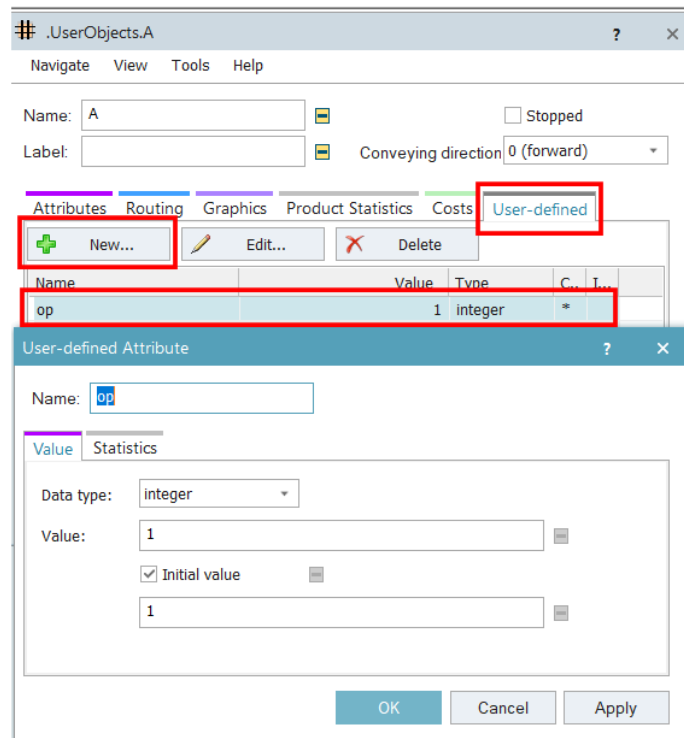 .UserObjects.A ? ×
Navigate View Tools Help
Name: A Stopped
Label: Conveying direction 0 (forward)
Attributes Routing Graphics Product Statistics Costs User-defined
New... Edit... Delete
Name Value Type C.. I...
op 1 integer *
User-defined Attribute ? ×
Name: op
Value Statistics
Data type: integer
Value: 1
Initial value
1
OK Cancel Apply